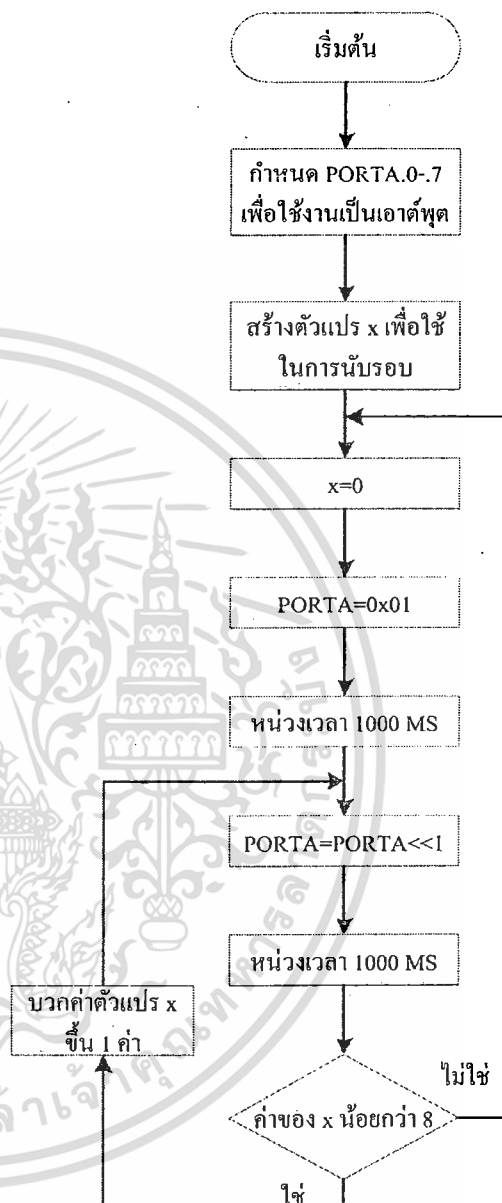 เริ่มต้น
กำหนด PORTA.0-.7
เพื่อใช้งานเป็นเอาต์พุต
สร้างตัวแปร x เพื่อใช้
ในการนับรอบ
x=0
PORTA=0x01
หน่วงเวลา 1000 MS
PORTA=PORTA<<1
หน่วงเวลา 1000 MS
บวกค่าตัวแปร x
ขึ้น 1 ค่า
ไม่ใช่
ค่าของ x น้อยกว่า 8
ใช่